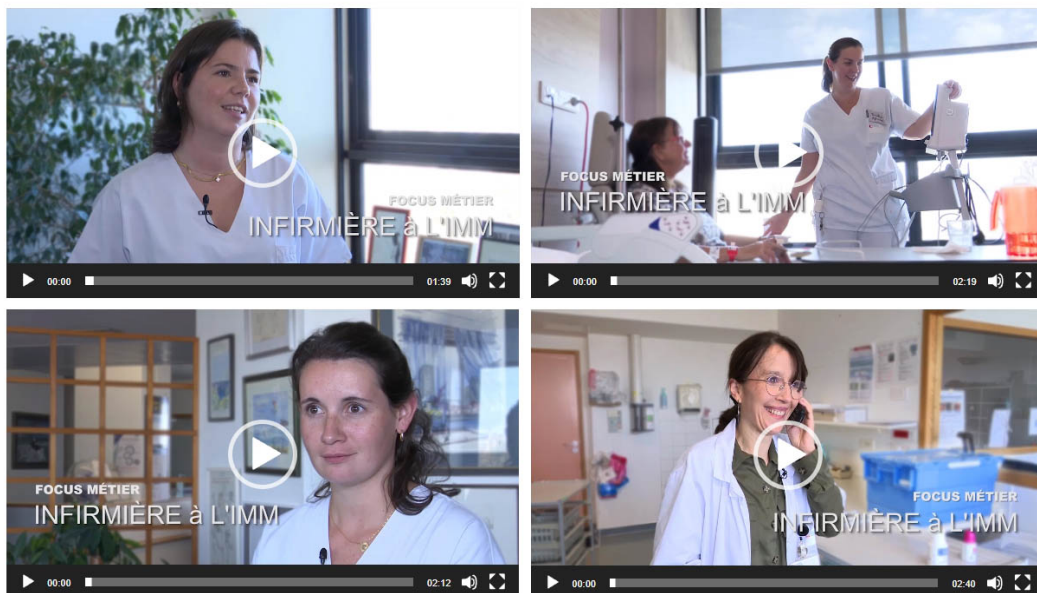 FOCUS MÉTIER
INFIRMIÈRE à L'IMM
00:00
01:39
FOCUS MÉTIER
INFIRMIÈRE à L'IMM
00:00
02:19
FOCUS MÉTIER
INFIRMIÈRE à L'IMM
00:00
02:12
FOCUS MÉTIER
INFIRMIÈRE à L'IMM
00:00
02:40